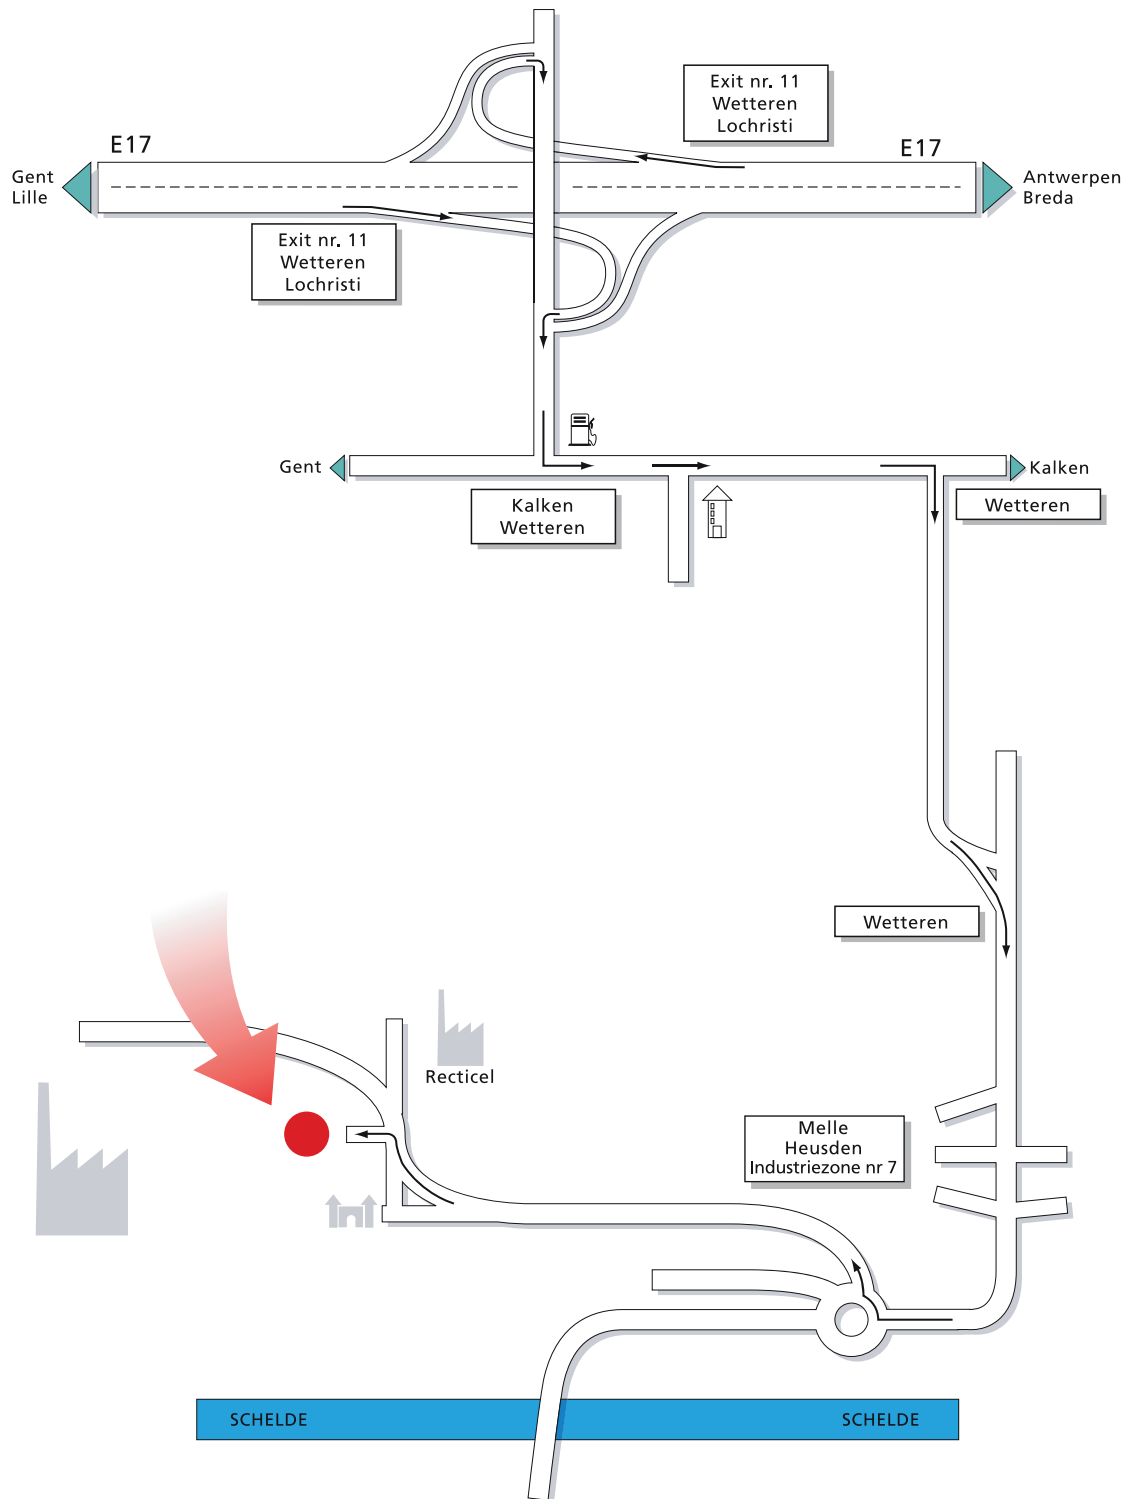 Exit nr. 11
Wetteren
Lochristi
E17
E17
Gent
Lille
Antwerpen
Breda
Exit nr. 11
Wetteren
Lochristi
Gent
Kalken
Kalken
Wetteren
Wetteren
Wetteren
Recticel
Melle
Heusden
Industriezone nr 7
SCHELDE
SCHELDE